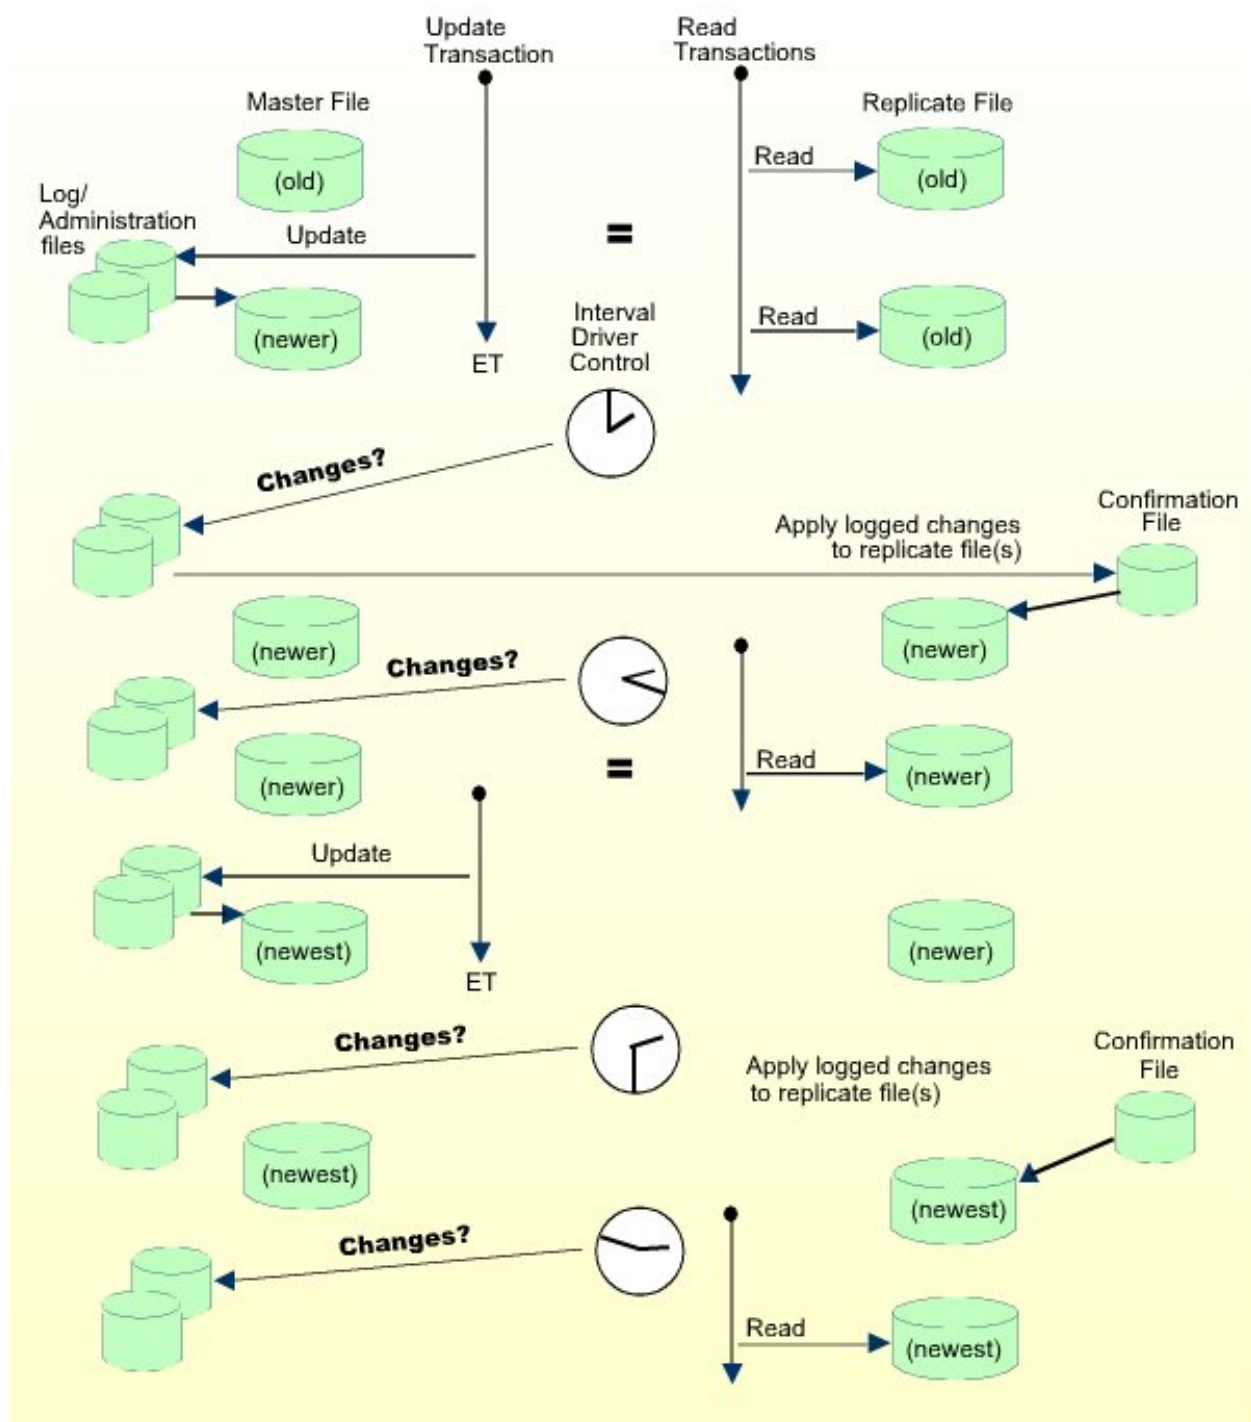 Update
Transaction
Read
Transactions
Master File
Replicate File
(old)
Read
(old)
Log/
Administration
files
Update
=
(newer)
Interval
Driver
Control
Read
(old)
ET
Changes?
Confirmation
File
Apply logged changes
to replicate file(s)
(newer)
Changes?
(newer)
(newer)
=
Read
(newer)
Update
(newest)
(newer)
ET
Changes?
Confirmation
File
Apply logged changes
to replicate file(s)
(newest)
(newest)
Changes?
Read
(newest)